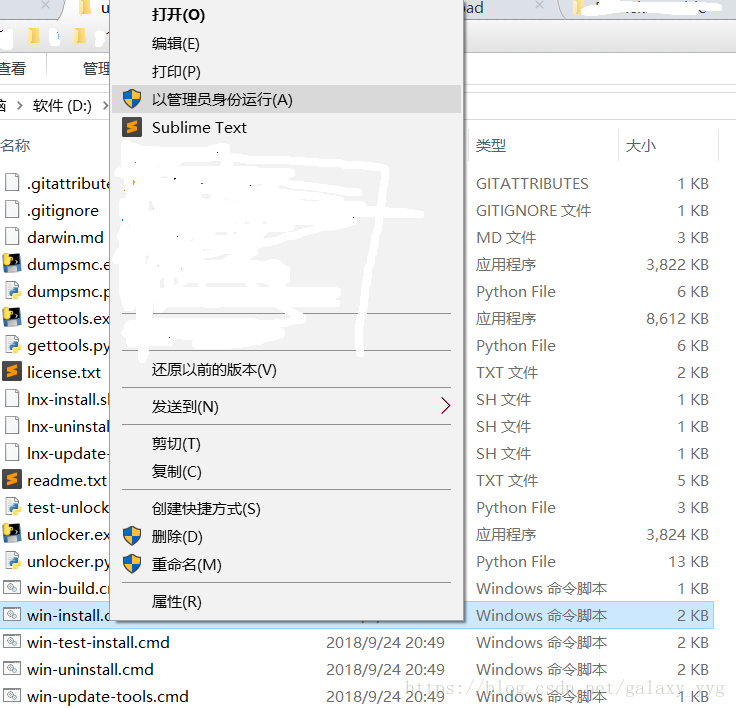 打开(O)
编辑(E)
打印(P)
以管理员身份运行(A)
Sublime Text
还原以前的版本(V)
发送到(N)
剪切(T)
复制(C)
创建快捷方式(S)
删除(D)
重命名(M)
属性(R)
查看 管理
软件 (D:)
名称 类型 大小
.gitattribute GITATTRIBUTES 1 KB
.gitignore GITIGNORE 文件 1 KB
darwin.md MD 文件 3 KB
dumpsmc.e 应用程序 3,822 KB
dumpsmc.p Python File 6 KB
gettools.ex 应用程序 8,612 KB
gettools.py Python File 6 KB
license.txt TXT 文件 2 KB
lnx-install.sl SH 文件 1 KB
lnx-uninstal SH 文件 1 KB
lnx-update- SH 文件 1 KB
readme.txt TXT 文件 5 KB
test-unlock Python File 3 KB
unlocker.ex 应用程序 3,824 KB
unlocker.py Python File 13 KB
win-build.c Windows 命令脚本 1 KB
win-install.c Windows 命令脚本 2 KB
win-test-install.cmd 2018/9/24 20:49 Windows 命令脚本 2 KB
win-uninstall.cmd 2018/9/24 20:49 Windows 命令脚本 2 KB
win-update-tools.cmd 2018/9/24 20:49 Windows 命令脚本 1 KB
https://blog.csdn.net/galaxy_yyg